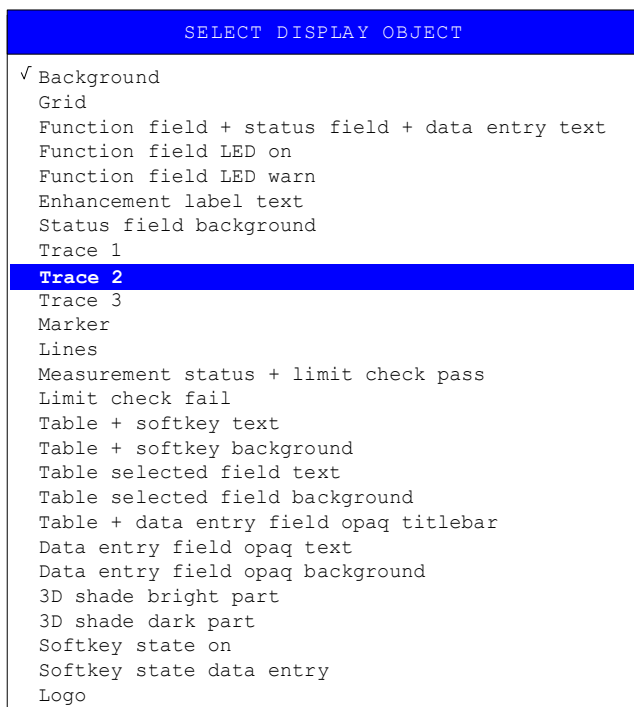 SELECT DISPLAY OBJECT
√ Background
Grid
Function field + status field + data entry text
Function field LED on
Function field LED warn
Enhancement label text
Status field background
Trace 1
Trace 2
Trace 3
Marker
Lines
Measurement status + limit check pass
Limit check fail
Table + softkey text
Table + softkey background
Table selected field text
Table selected field background
Table + data entry field opaq titlebar
Data entry field opaq text
Data entry field opaq background
3D shade bright part
3D shade dark part
Softkey state on
Softkey state data entry
Logo